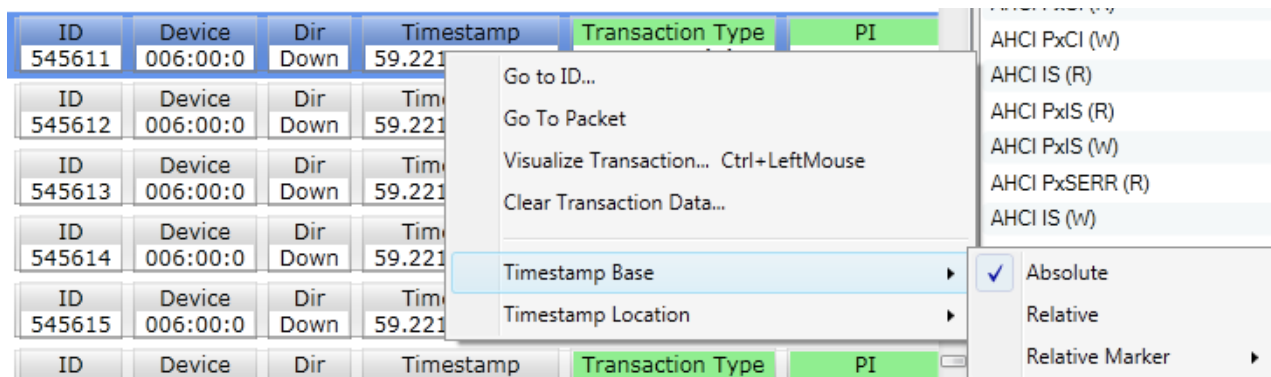 ID Device Dir Timestamp Transaction Type PI
545611 006:00:0 Down 59.221
ID Device Dir
545612 006:00:0 Down 59.221
ID Device Dir
545613 006:00:0 Down 59.221
ID Device Dir
545614 006:00:0 Down 59.221
ID Device Dir
545615 006:00:0 Down 59.221
ID Device Dir Timestamp Transaction Type PI
Go to ID...
Go To Packet
Visualize Transaction... Ctrl+LeftMouse
Clear Transaction Data...
Timestamp Base
Timestamp Location
AHCI PxCI (W)
AHCI IS (R)
AHCI PxIS (R)
AHCI PxIS (W)
AHCI PxSERR (R)
AHCI IS (W)
Absolute
Relative
Relative Marker